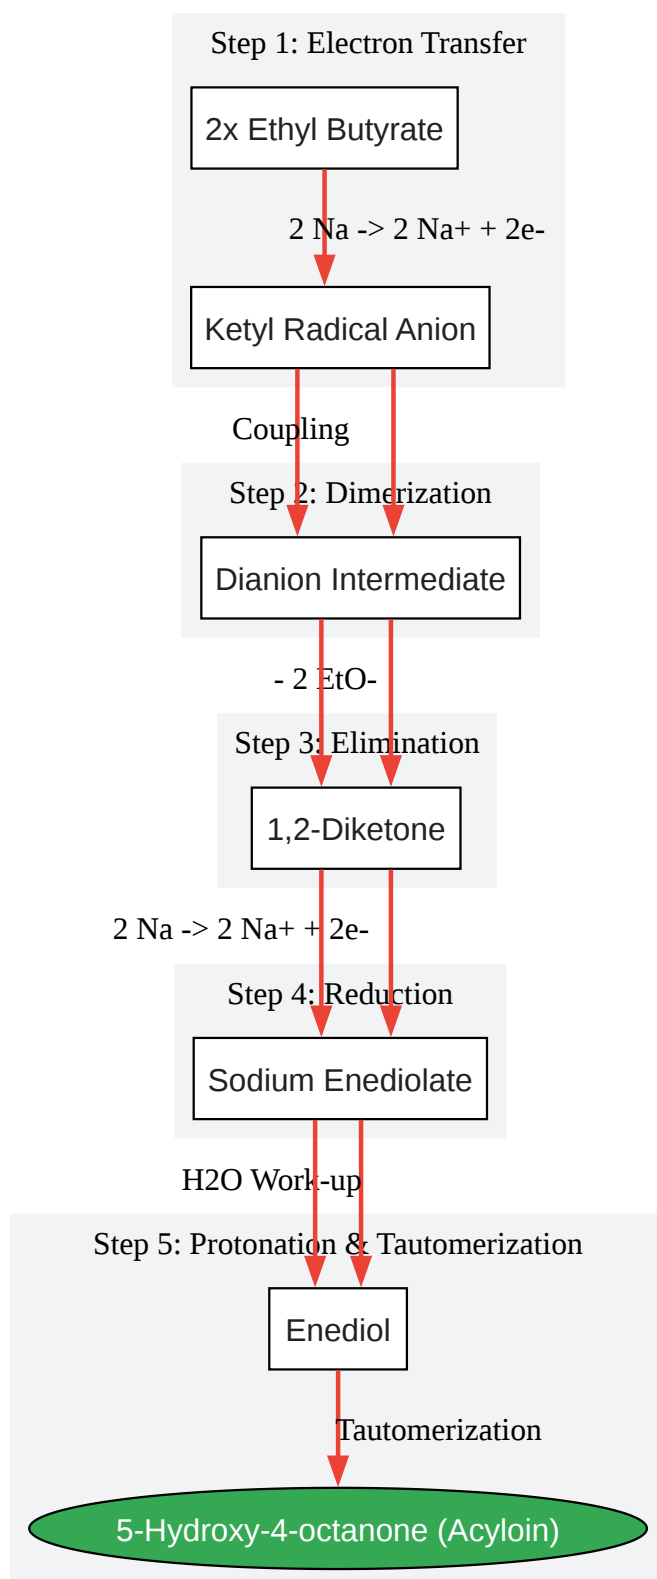 Step 1: Electron Transfer
2x Ethyl Butyrate
2 Na -> 2 Na+ + 2e-
Ketyl Radical Anion
Coupling
Step 2: Dimerization
Dianion Intermediate
- 2 EtO-
Step 3: Elimination
1,2-Diketone
2 Na -> 2 Na+ + 2e-
Step 4: Reduction
Sodium Enediolate
H2O Work-up
Step 5: Protonation & Tautomerization
Enediol
Tautomerization
5-Hydroxy-4-octanone (Acyloin)